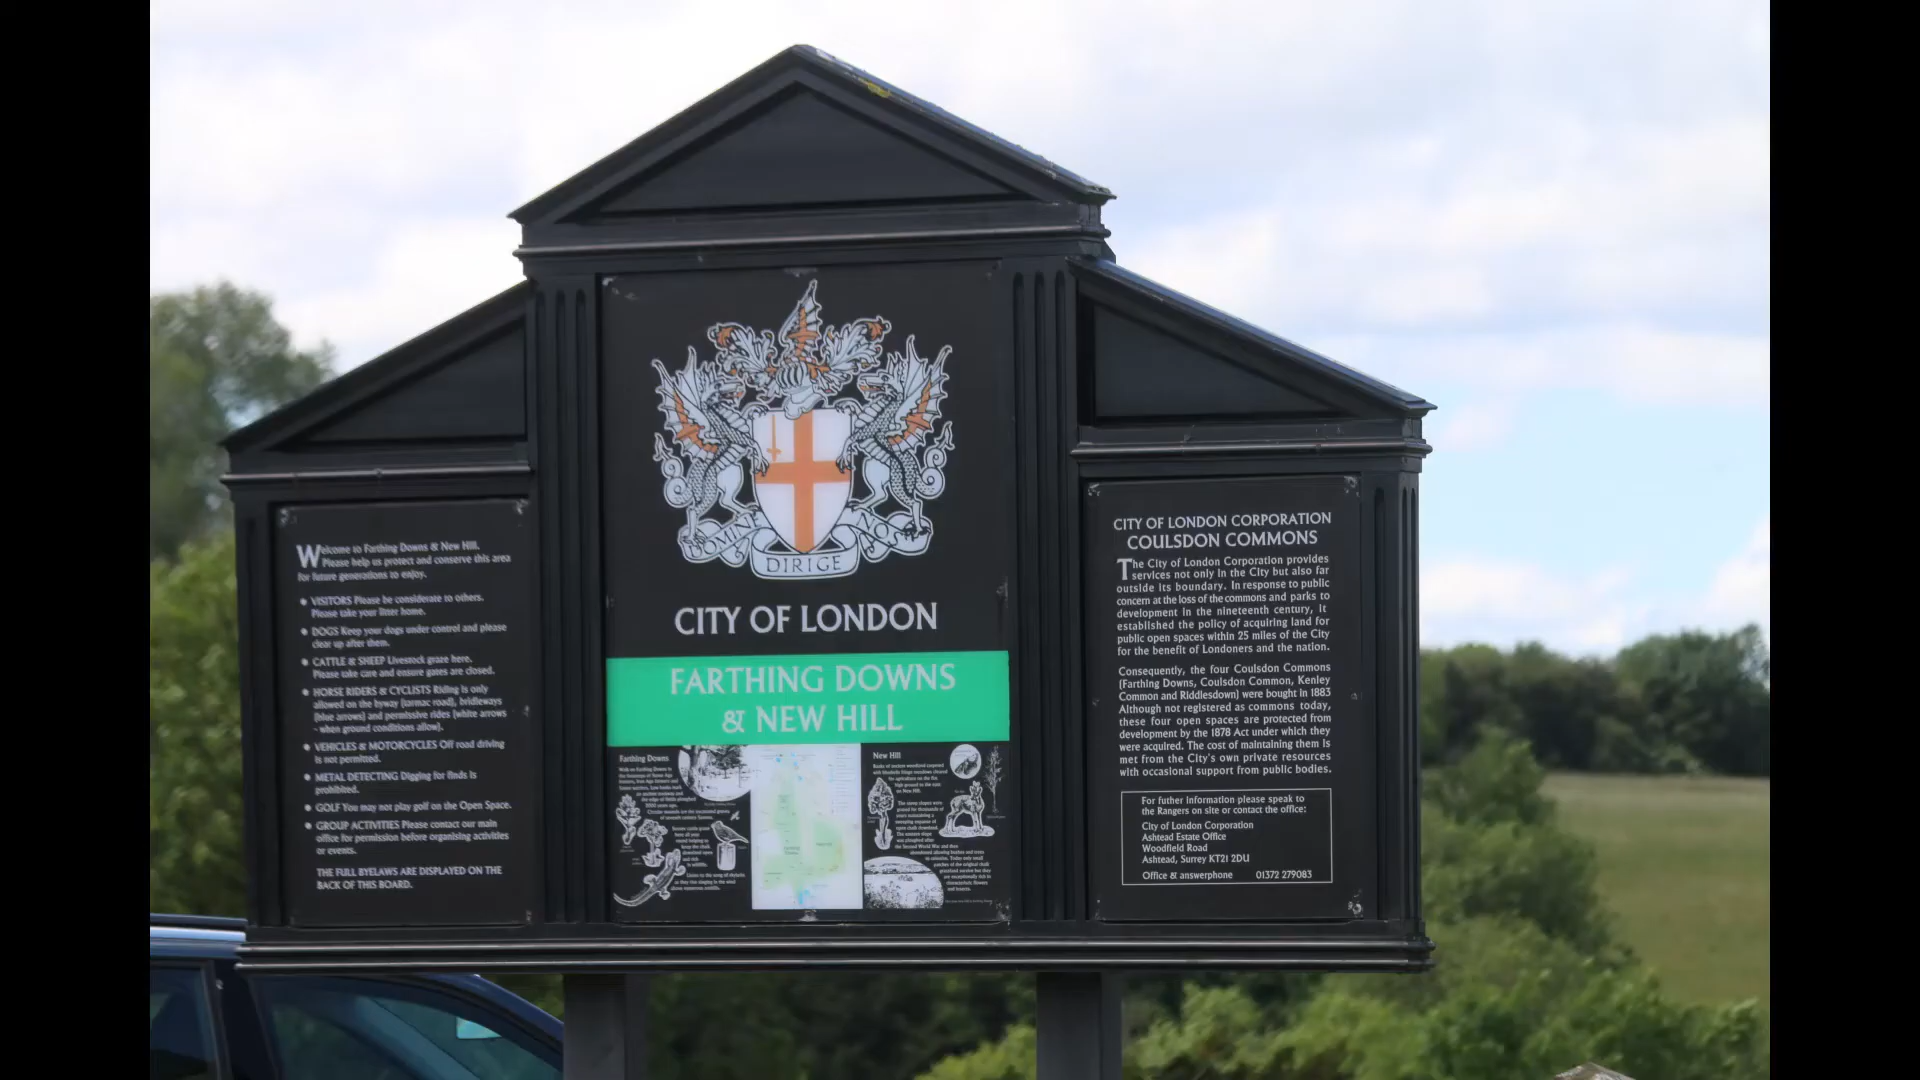 Welcome to Farthing Downs & New Hill.
Please help us protect and conserve this area
for future generations to enjoy.
• VISITORS Please be considerate to others.
Please take your litter home.
• DOGS Keep your dogs under control and please
clear up after them.
• CATTLE & SHEEP Livestock graze here.
Please take care and ensure gates are closed.
• HORSE RIDERS & CYCLISTS Riding is only
allowed on the byway (tarmac road), bridleways
(blue arrows) and permissive rides (white arrows
- when ground conditions allow).
• VEHICLES & MOTORCYCLES Off road driving
is not permitted.
• METAL DETECTING Digging for finds is
prohibited.
• GOLF You may not play golf on the Open Space.
• GROUP ACTIVITIES Please contact our main
office for permission before organising activities
or events.
THE FULL BYELAWS ARE DISPLAYED ON THE
BACK OF THIS BOARD.
DOMINE DIRIGE NOS
CITY OF LONDON
FARTHING DOWNS
& NEW HILL
Farthing Downs
New Hill
CITY OF LONDON CORPORATION
COULSDON COMMONS
The City of London Corporation provides
services not only in the City but also far
outside its boundary. In response to public
concern at the loss of the commons and parks to
development in the nineteenth century, it
established the policy of acquiring land for
public open spaces within 25 miles of the City
for the benefit of Londoners and the nation.
Consequently, the four Coulsdon Commons
(Farthing Downs, Coulsdon Common, Kenley
Common and Riddlesdown) were bought in 1883
Although not registered as commons today,
these four open spaces are protected from
development by the 1878 Act under which they
were acquired. The cost of maintaining them is
met from the City's own private resources
with occasional support from public bodies.
For futher information please speak to
the Rangers on site or contact the office:
City of London Corporation
Ashtead Estate Office
Woodfield Road
Ashtead, Surrey KT21 2DU
Office & answerphone 01372 279083